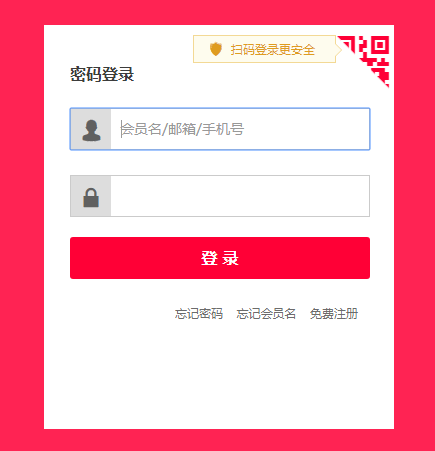 扫码登录更安全
密码登录
会员名/邮箱/手机号
登 录
忘记密码 忘记会员名 免费注册